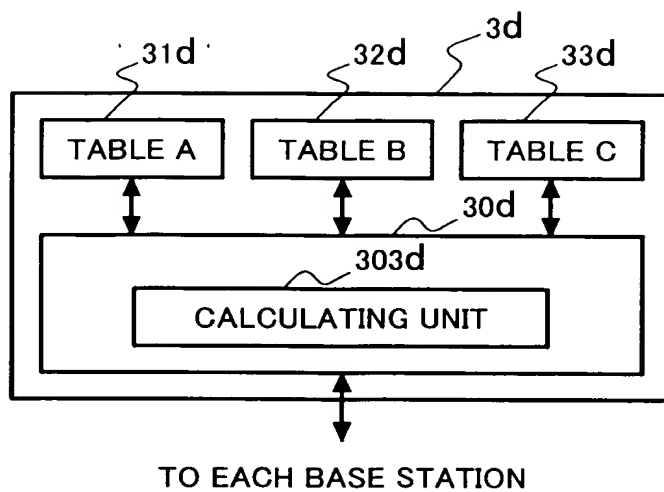 31d 32d 3d 33d
TABLE A TABLE B TABLE C
30d
303d
CALCULATING UNIT
TO EACH BASE STATION